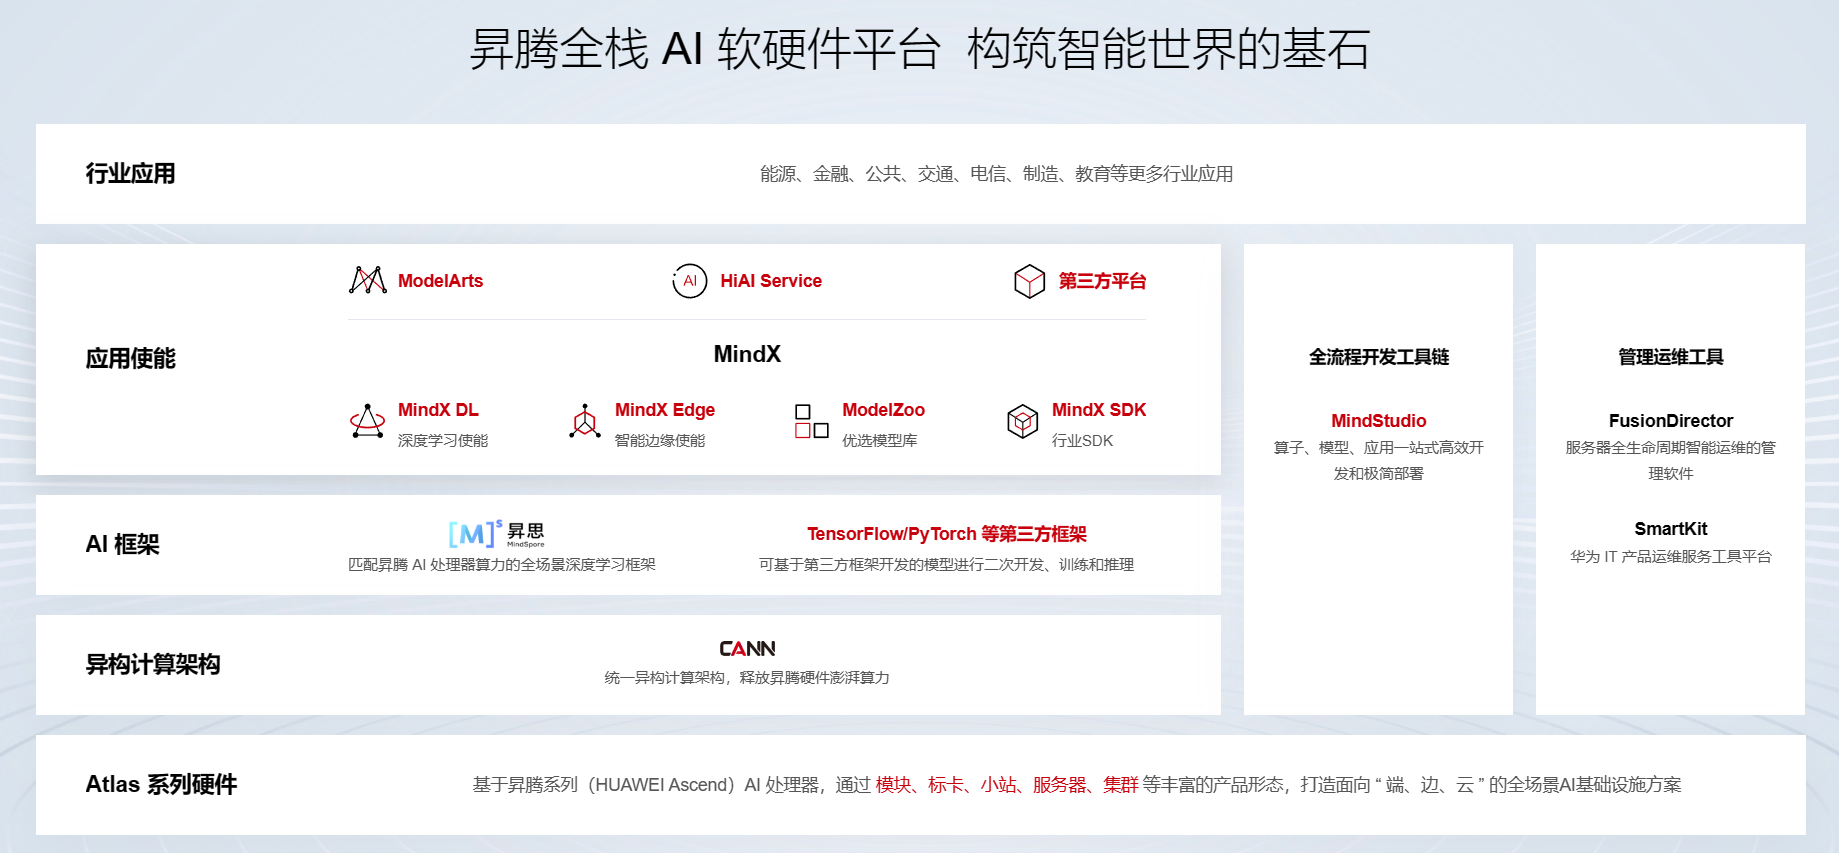 昇腾全栈 AI 软硬件平台 构筑智能世界的基石
行业应用
能源、金融、公共、交通、电信、制造、教育等更多行业应用
应用使能
ModelArts
AI
HiAI Service
第三方平台
MindX
MindX DL
深度学习使能
MindX Edge
智能边缘使能
ModelZoo
优选模型库
MindX SDK
行业SDK
AI 框架
[M]s 昇思
MindSpore
匹配昇腾 AI 处理器算力的全场景深度学习框架
TensorFlow/PyTorch 等第三方框架
可基于第三方框架开发的模型进行二次开发、训练和推理
异构计算架构
CANN
统一异构计算架构，释放昇腾硬件澎湃算力
全流程开发工具链
MindStudio
算子、模型、应用一站式高效开
发和极简部署
管理运维工具
FusionDirector
服务器全生命周期智能运维的管
理软件
SmartKit
华为 IT 产品运维服务工具平台
Atlas 系列硬件
基于昇腾系列（HUAWEI Ascend）AI 处理器，通过 模块、标卡、小站、服务器、集群 等丰富的产品形态，打造面向 “ 端、边、云 ” 的全场景AI基础设施方案